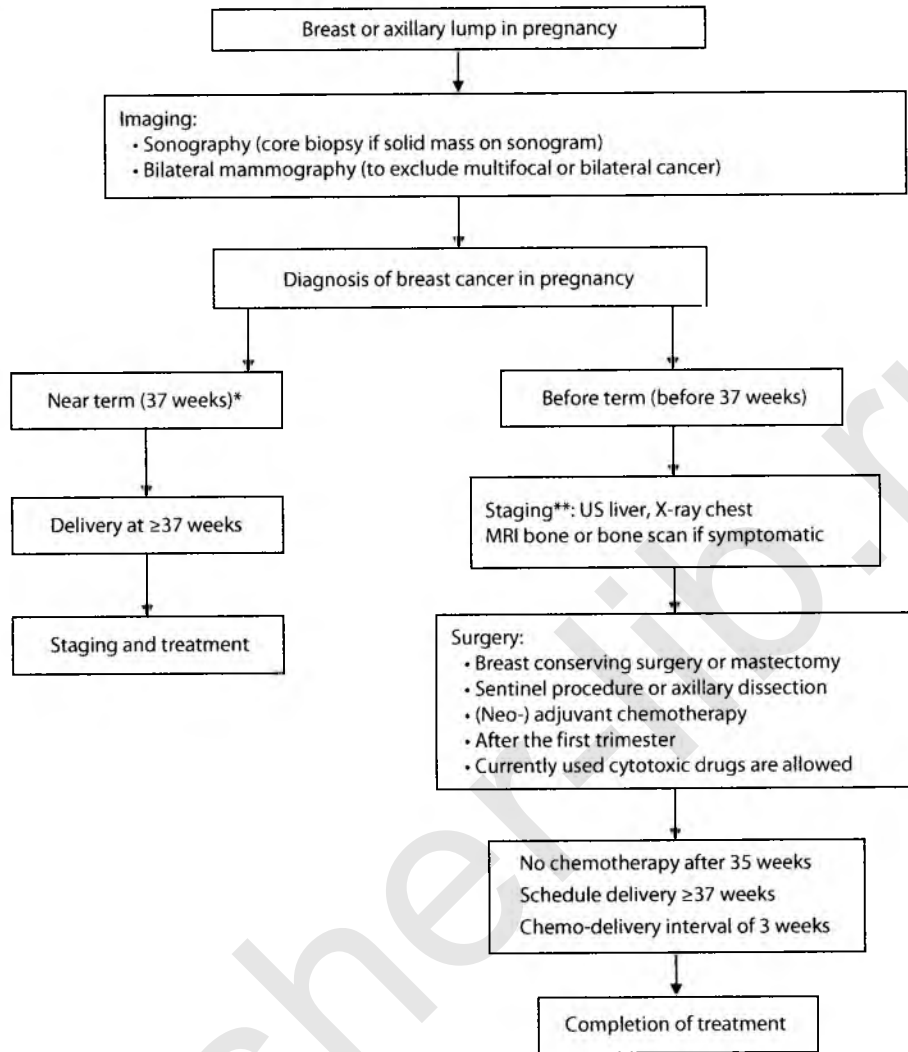 Breast or axillary lump in pregnancy
Imaging:
• Sonography (core biopsy if solid mass on sonogram)
• Bilateral mammography (to exclude multifocal or bilateral cancer)
Diagnosis of breast cancer in pregnancy
Near term (37 weeks)*
Delivery at ≥37 weeks
Staging and treatment
Before term (before 37 weeks)
Staging**: US liver, X-ray chest
MRI bone or bone scan if symptomatic
Surgery:
• Breast conserving surgery or mastectomy
• Sentinel procedure or axillary dissection
• (Neo-) adjuvant chemotherapy
• After the first trimester
• Currently used cytotoxic drugs are allowed
No chemotherapy after 35 weeks
Schedule delivery ≥37 weeks
Chemo-delivery interval of 3 weeks
Completion of treatment